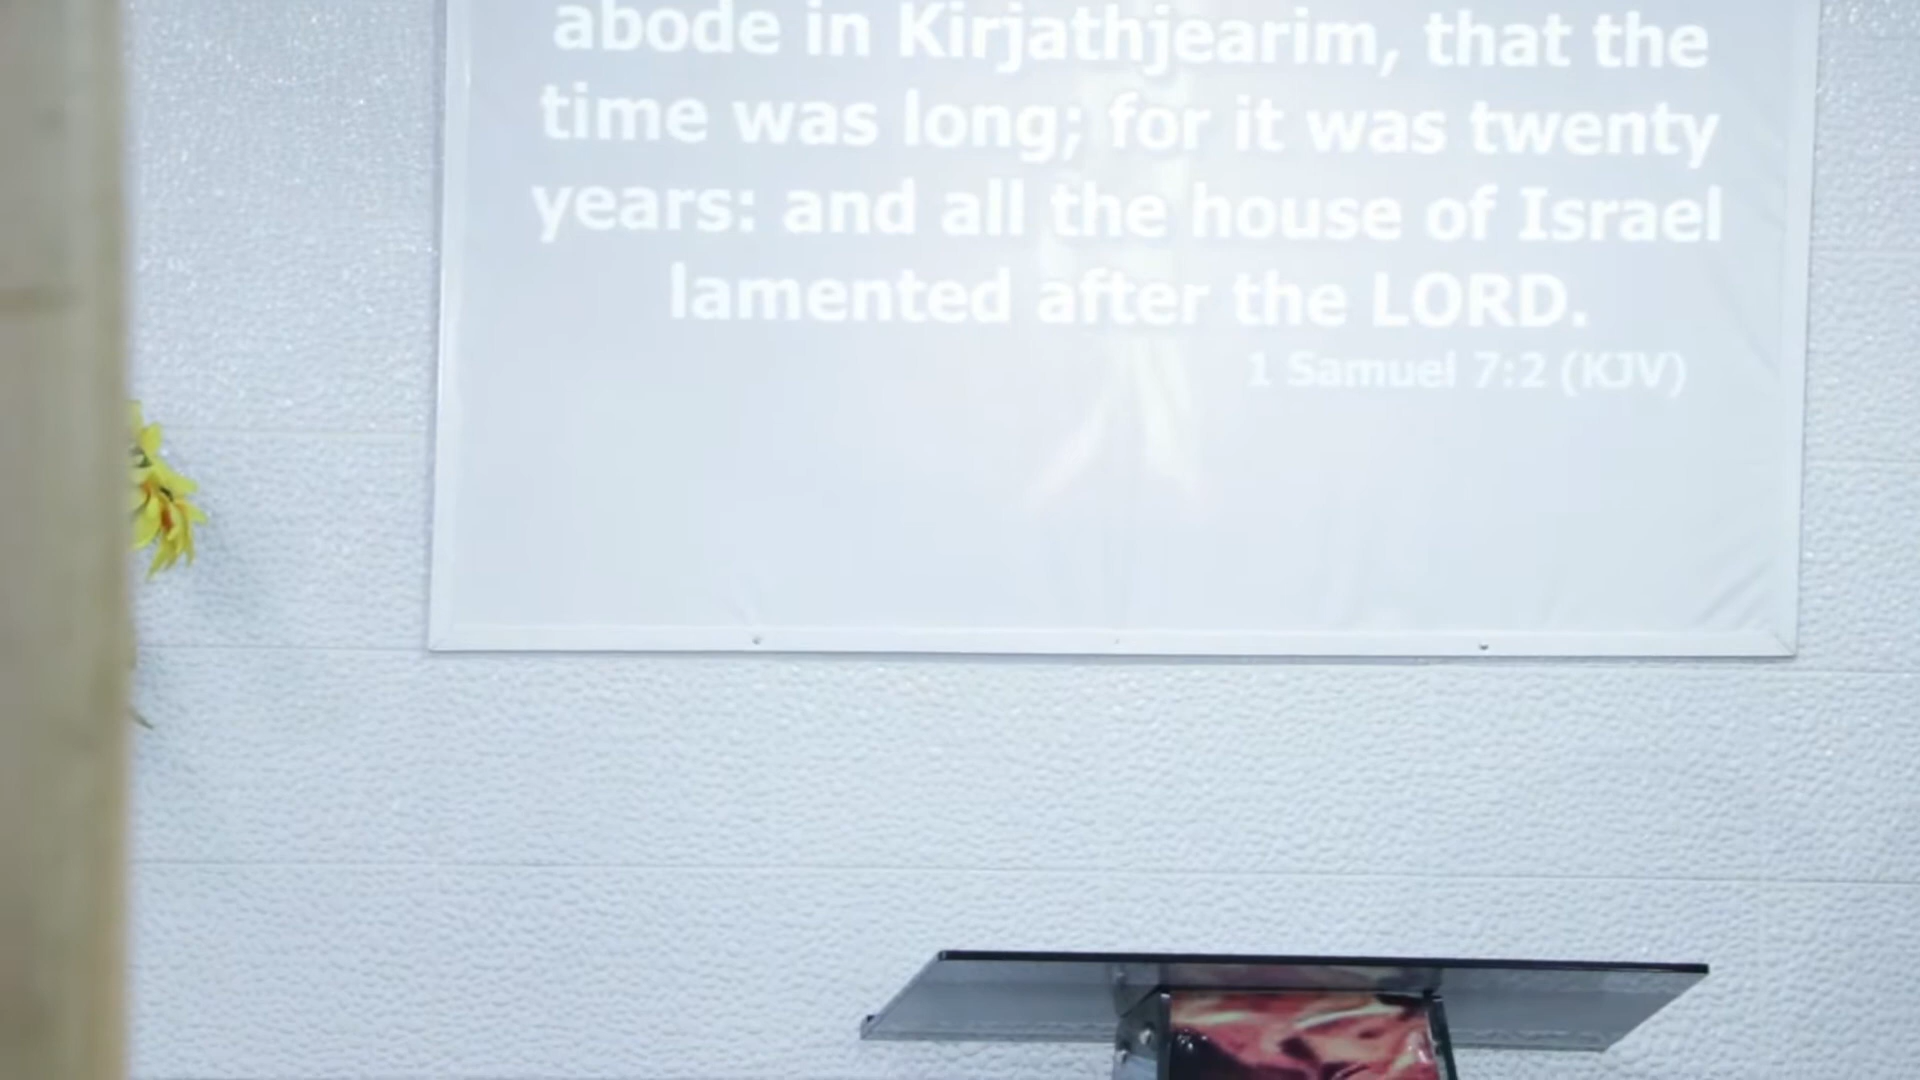 abode in Kirjathjearim, that the
time was long; for it was twenty
years: and all the house of Israel
lamented after the LORD.
1 Samuel 7:2 (KJV)